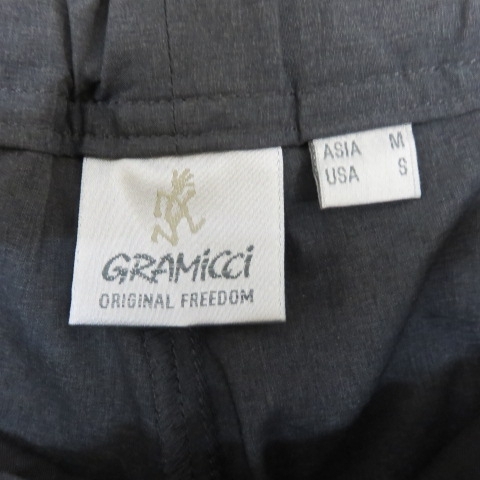 GRAMiCCi
ORIGINAL FREEDOM
ASIA M
USA S